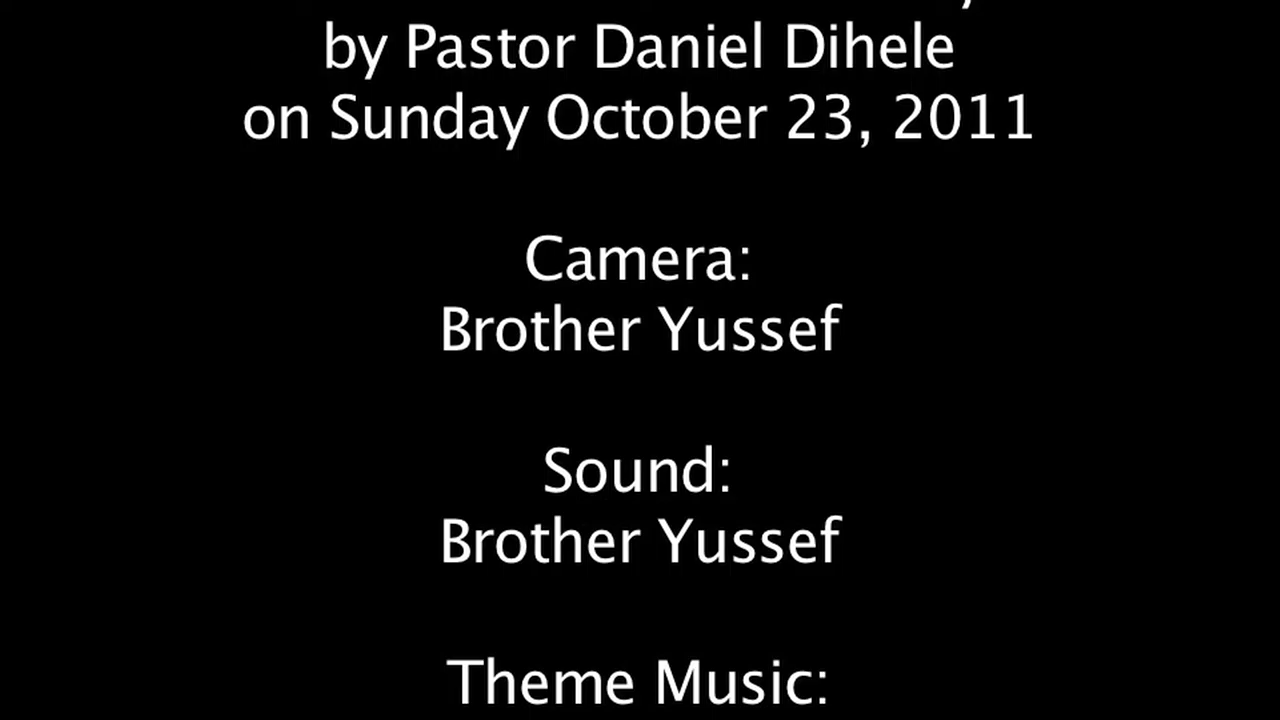 by Pastor Daniel Dihele
on Sunday October 23, 2011
Camera:
Brother Yussef
Sound:
Brother Yussef
Theme Music: